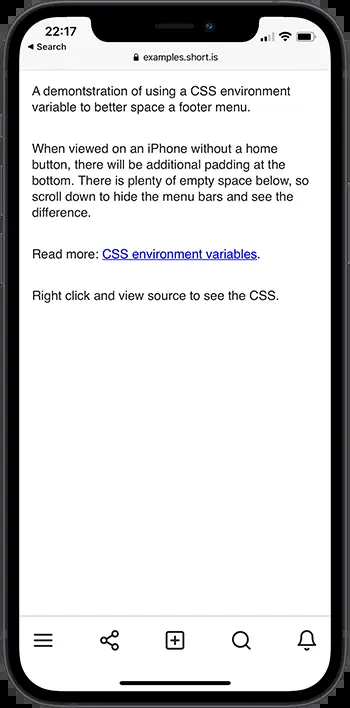 22:17
◀ Search
examples.short.is
A demontstration of using a CSS environment
variable to better space a footer menu.
When viewed on an iPhone without a home
button, there will be additional padding at the
bottom. There is plenty of empty space below, so
scroll down to hide the menu bars and see the
difference.
Read more: CSS environment variables.
Right click and view source to see the CSS.